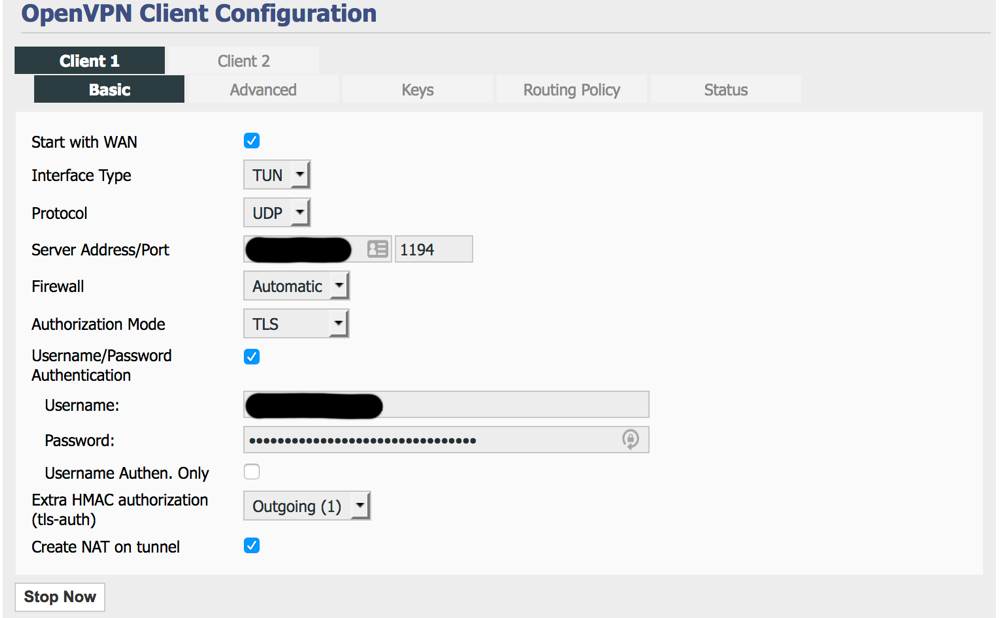 OpenVPN Client Configuration
Client 1 Client 2
Basic Advanced Keys Routing Policy Status
Start with WAN
Interface Type TUN
Protocol UDP
Server Address/Port 1194
Firewall Automatic
Authorization Mode TLS
Username/Password
Authentication
Username:
Password: ••••••••••••••••••••••••••••••••
Username Authen. Only
Extra HMAC authorization
(tls-auth) Outgoing (1)
Create NAT on tunnel
Stop Now